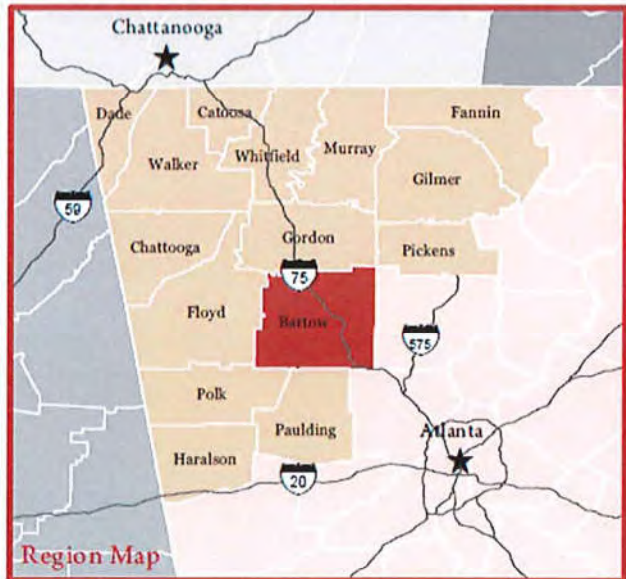 Chattanooga
Dade
Catoosa
Fannin
Walker
Whitfield
Murray
Gilmer
59
Chattooga
Gordon
Pickens
75
Floyd
Bartow
575
Polk
Paulding
Atlanta
Haralson
20
Region Map